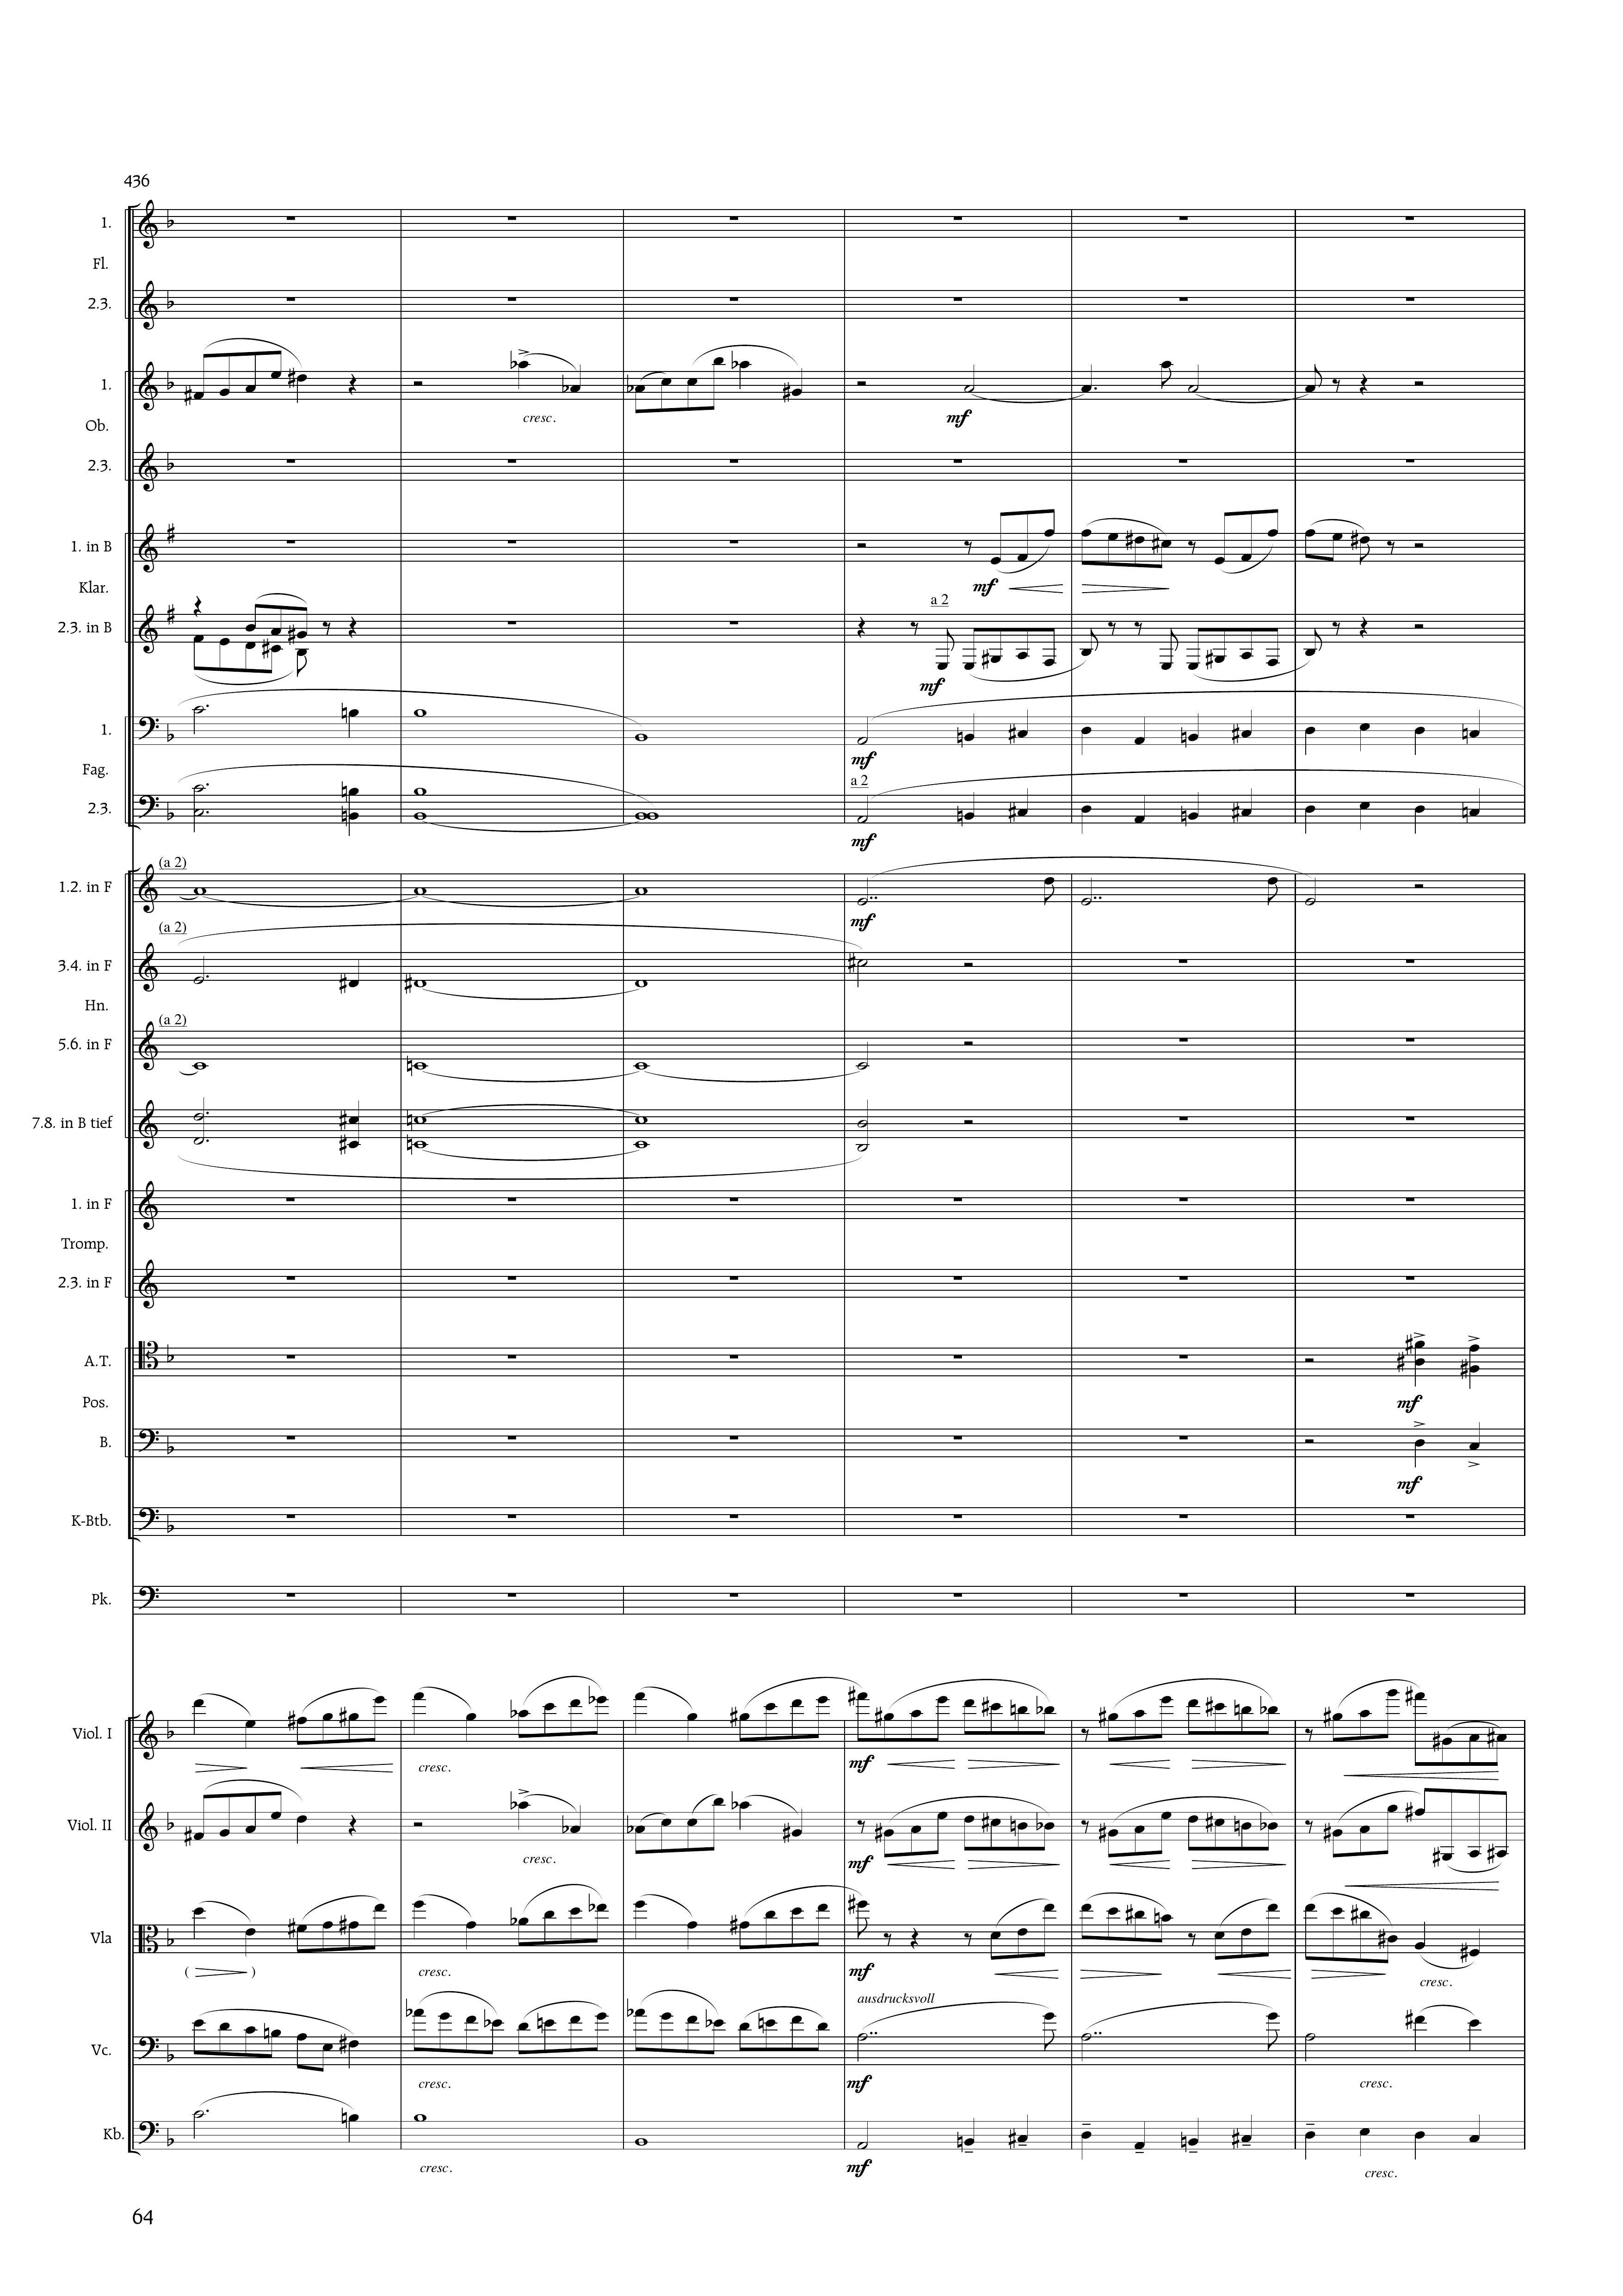 436
1.
Fl.
2.3.
1.
cresc.
Ob.
mf
2.3.
1. in B
Klar.
mf
a 2
2.3. in B
mf
1.
mf
Fag.
a 2
2.3.
mf
(a 2)
1.2. in F
mf
(a 2)
3.4. in F
Hn.
(a 2)
5.6. in F
7.8. in B tief
1. in F
Tromp.
2.3. in F
A.T.
Pos.
mf
B.
mf
K-Btb.
Pk.
Viol. I
cresc.
mf
Viol. II
cresc.
mf
Vla
( )
cresc.
mf
cresc.
ausdrucksvoll
Vc.
cresc.
mf
cresc.
Kb.
cresc.
mf
cresc.
64